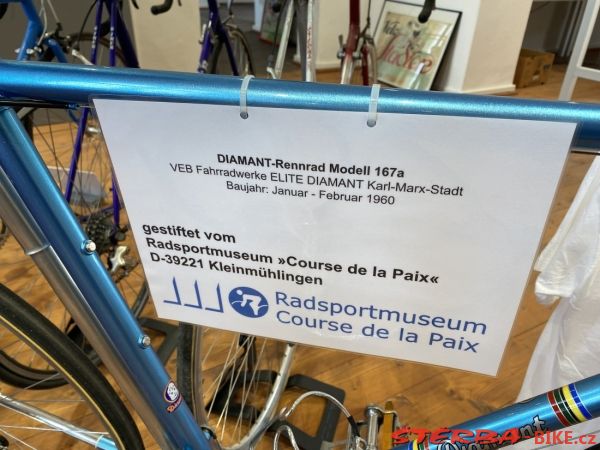 DIAMANT-Rennrad Modell 167a
VEB Fahrradwerke ELITE DIAMANT Karl-Marx-Stadt
Baujahr: Januar - Februar 1960
gestiftet vom
Radsportmuseum »Course de la Paix«
D-39221 Kleinmühlingen
Radsportmuseum
Course de la Paix
ŠTERBA-BIKE.cz